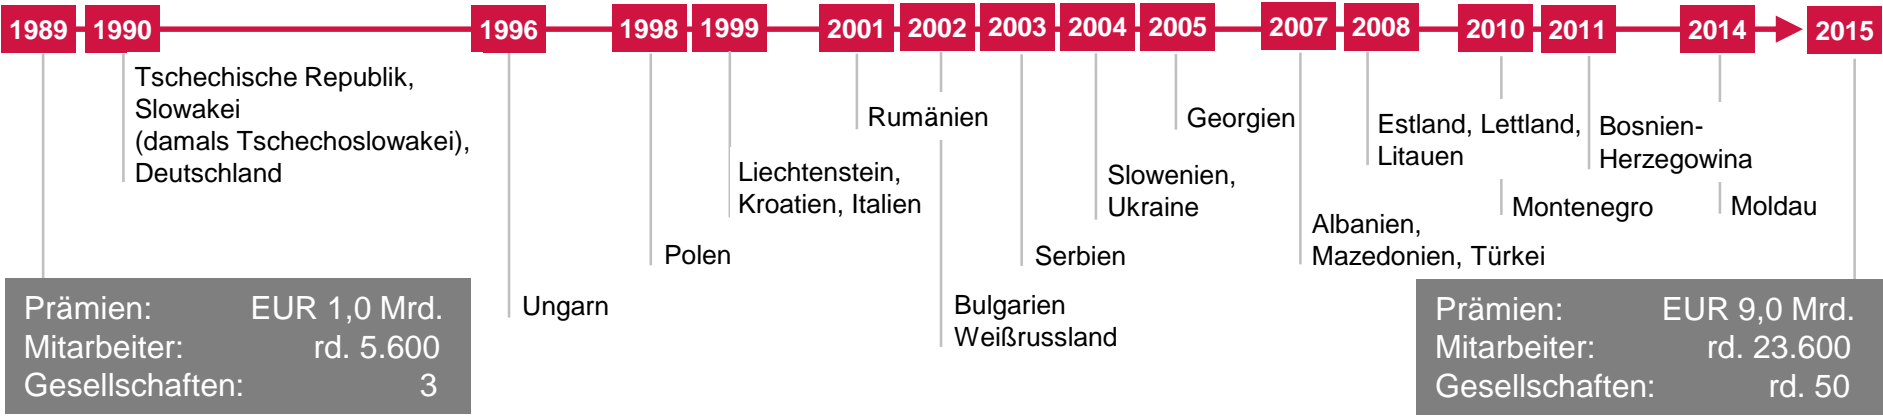 1989
1990
1996
1998
1999
2001
2002
2003
2004
2005
2007
2008
2010
2011
2014
2015
Tschechische Republik,
Slowakei
(damals Tschechoslowakei),
Deutschland
Ungarn
Polen
Liechtenstein,
Kroatien, Italien
Rumänien
Bulgarien
Weißrussland
Serbien
Slowenien,
Ukraine
Georgien
Albanien,
Mazedonien, Türkei
Estland, Lettland,
Litauen
Montenegro
Bosnien-
Herzegowina
Moldau
Prämien: EUR 1,0 Mrd.
Mitarbeiter: rd. 5.600
Gesellschaften: 3
Prämien: EUR 9,0 Mrd.
Mitarbeiter: rd. 23.600
Gesellschaften: rd. 50